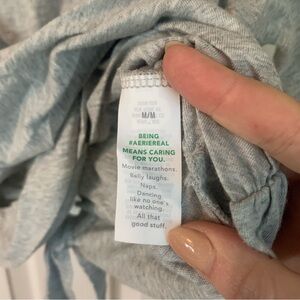 M/M
BEING
#AERIEREAL
MEANS CARING
FOR YOU.
Movie marathons.
Belly laughs.
Naps.
Dancing
like no one's
watching.
All that
good stuff.